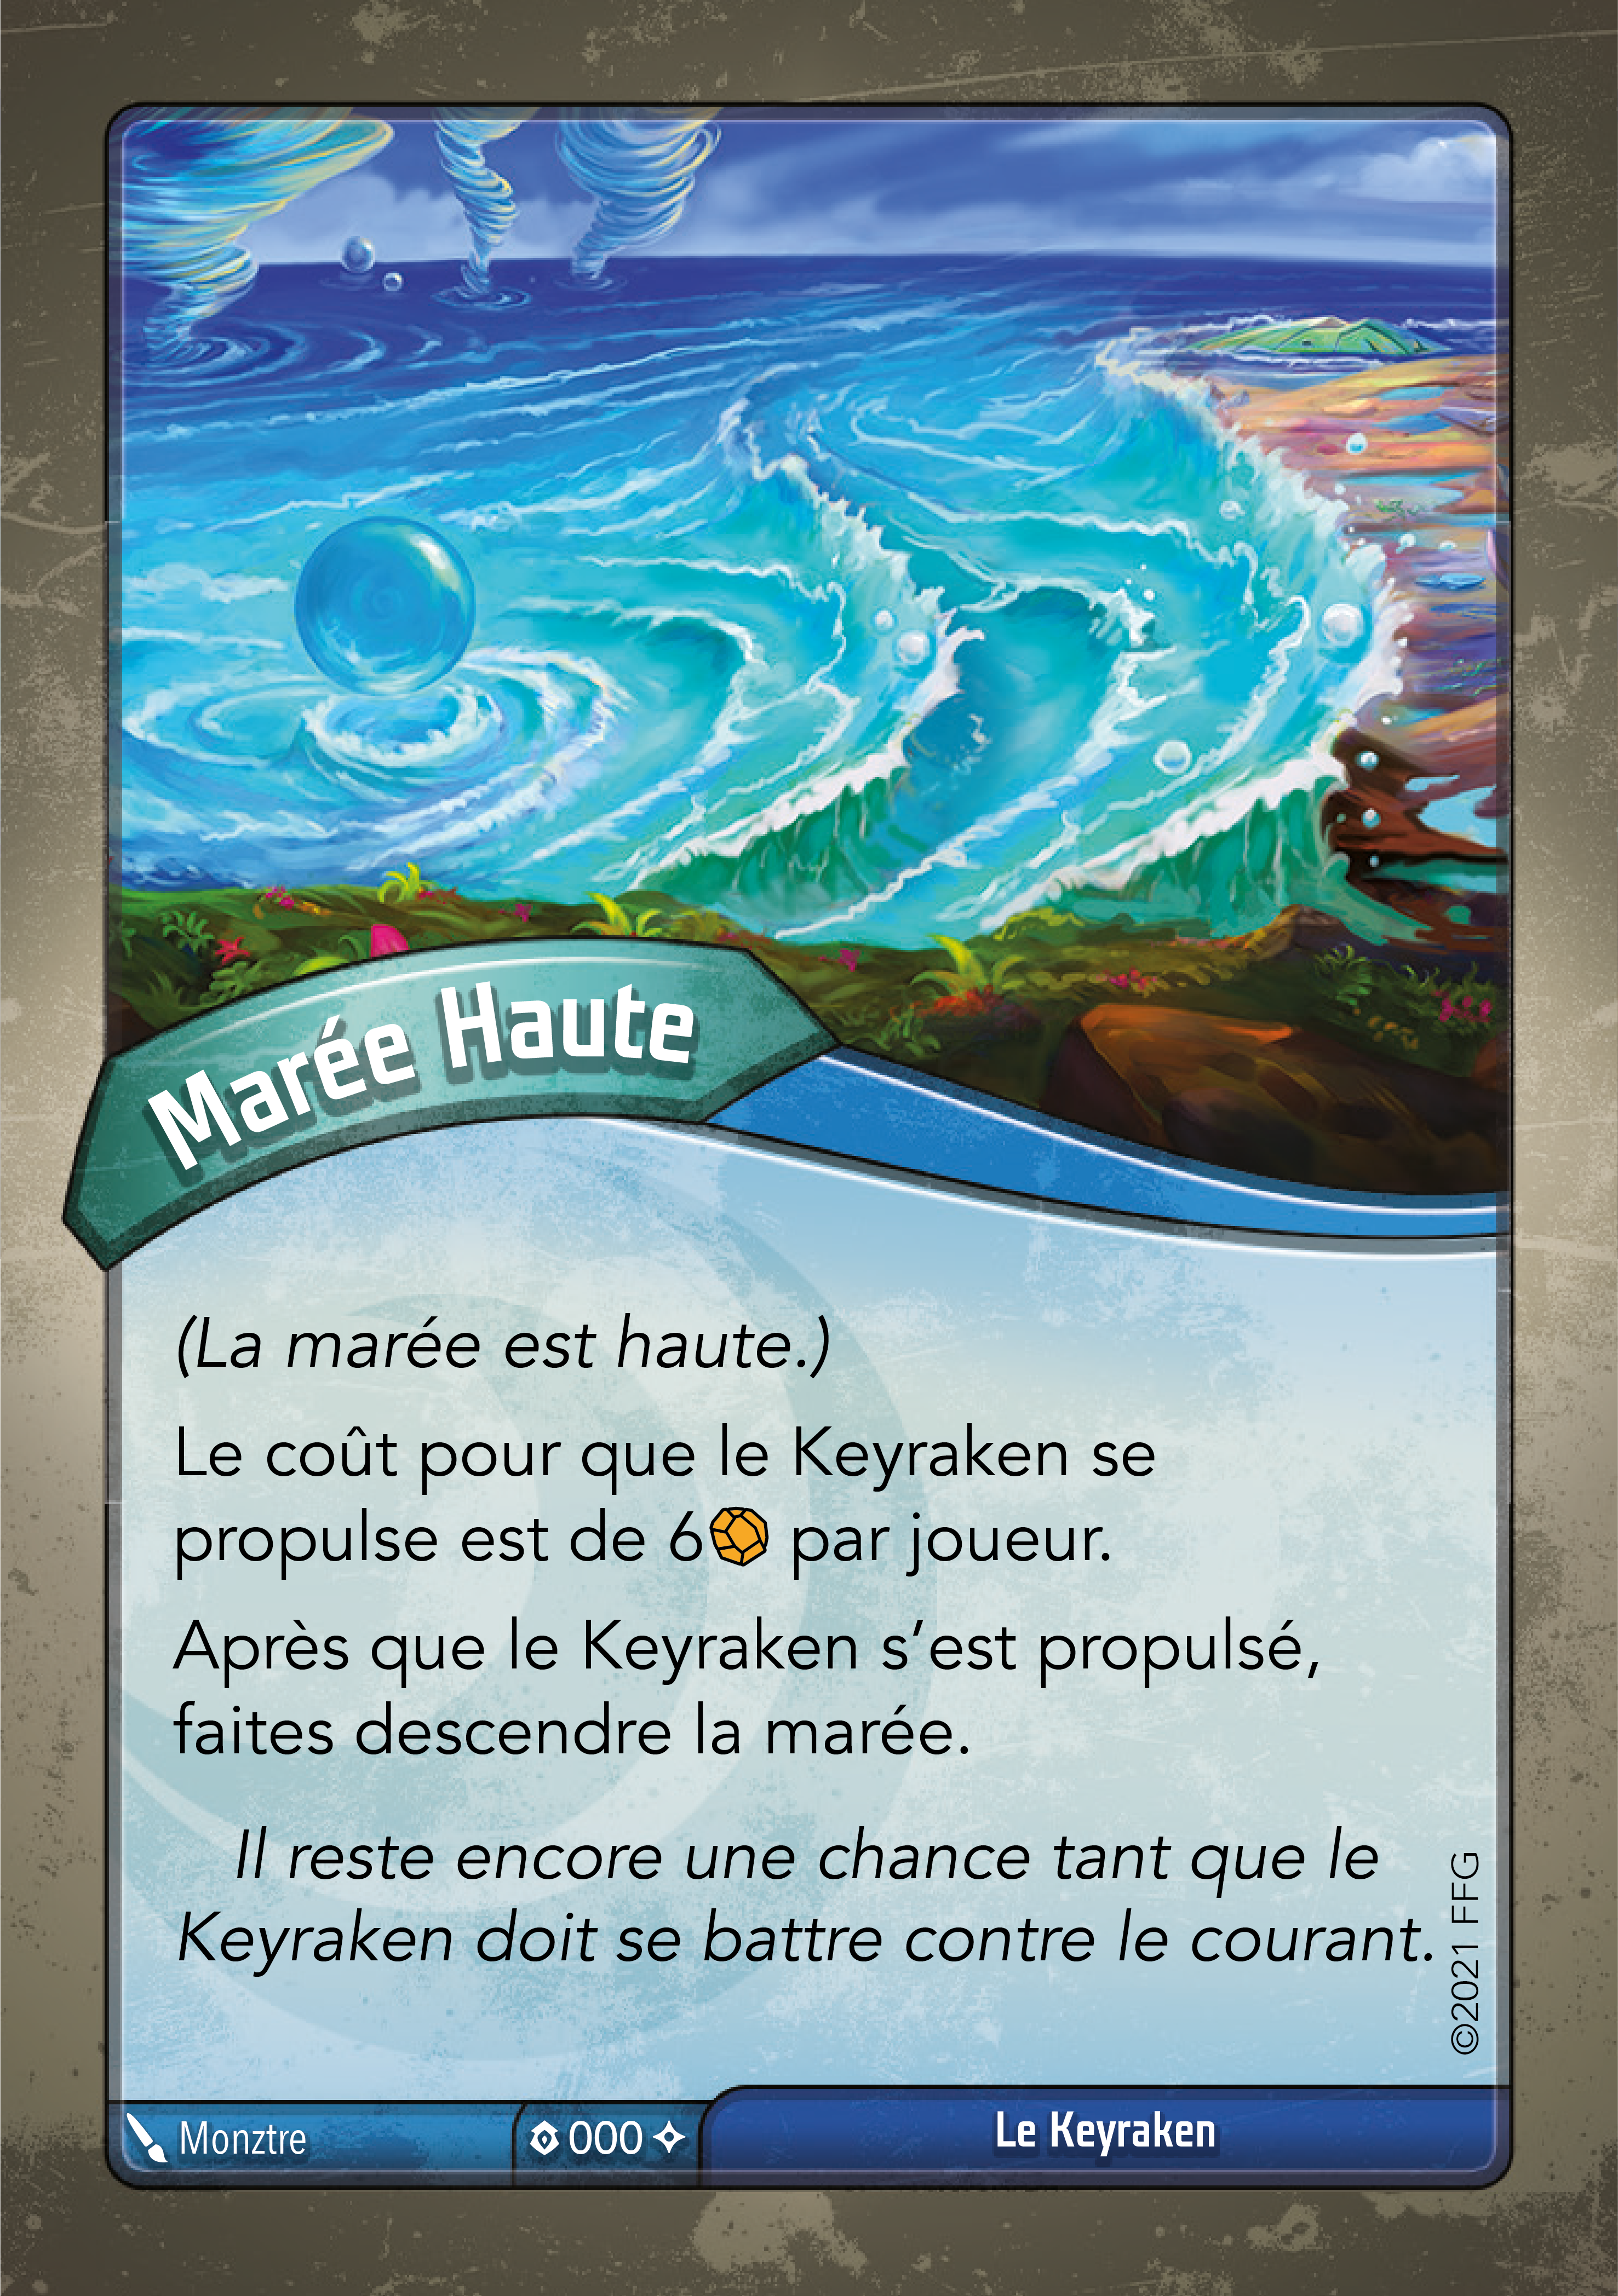 Marée Haute
(La marée est haute.)
Le coût pour que le Keyraken se
propulse est de 6 par joueur.
Après que le Keyraken s’est propulsé,
faites descendre la marée.
Il reste encore une chance tant que le
Keyraken doit se battre contre le courant.
©2021 FFG
Monztre
000
Le Keyraken